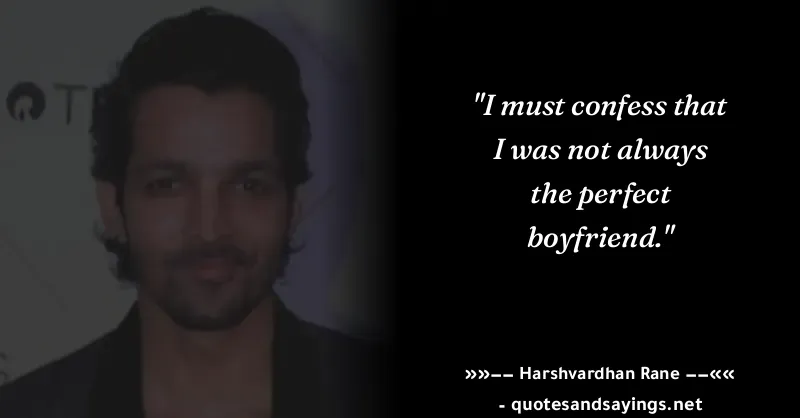 "I must confess that
I was not always
the perfect
boyfriend."
»»–– Harshvardhan Rane ––««
- quotesandsayings.net